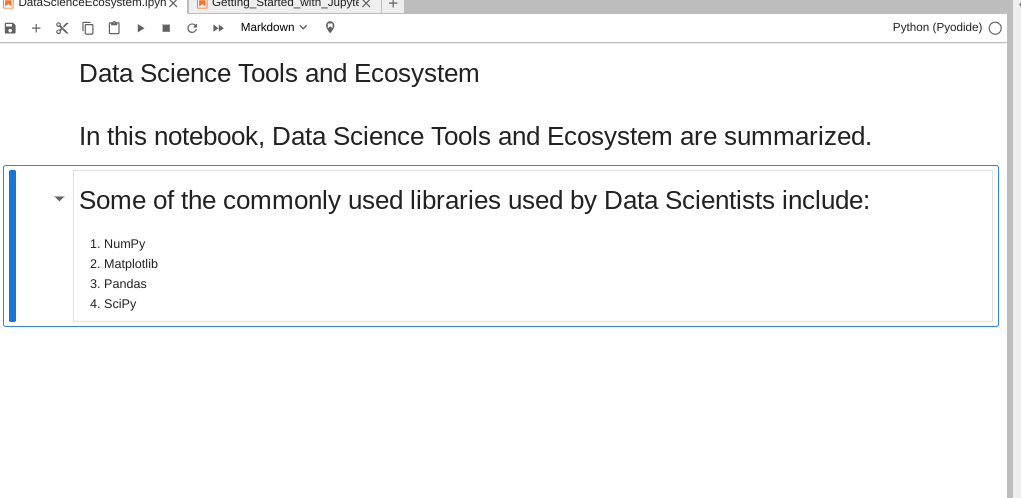 DataScienceEcosystem.ipyn
Getting_Started_with_Jupyte
Markdown
Python (Pyodide)
Data Science Tools and Ecosystem
In this notebook, Data Science Tools and Ecosystem are summarized.
Some of the commonly used libraries used by Data Scientists include:
1. NumPy
2. Matplotlib
3. Pandas
4. SciPy